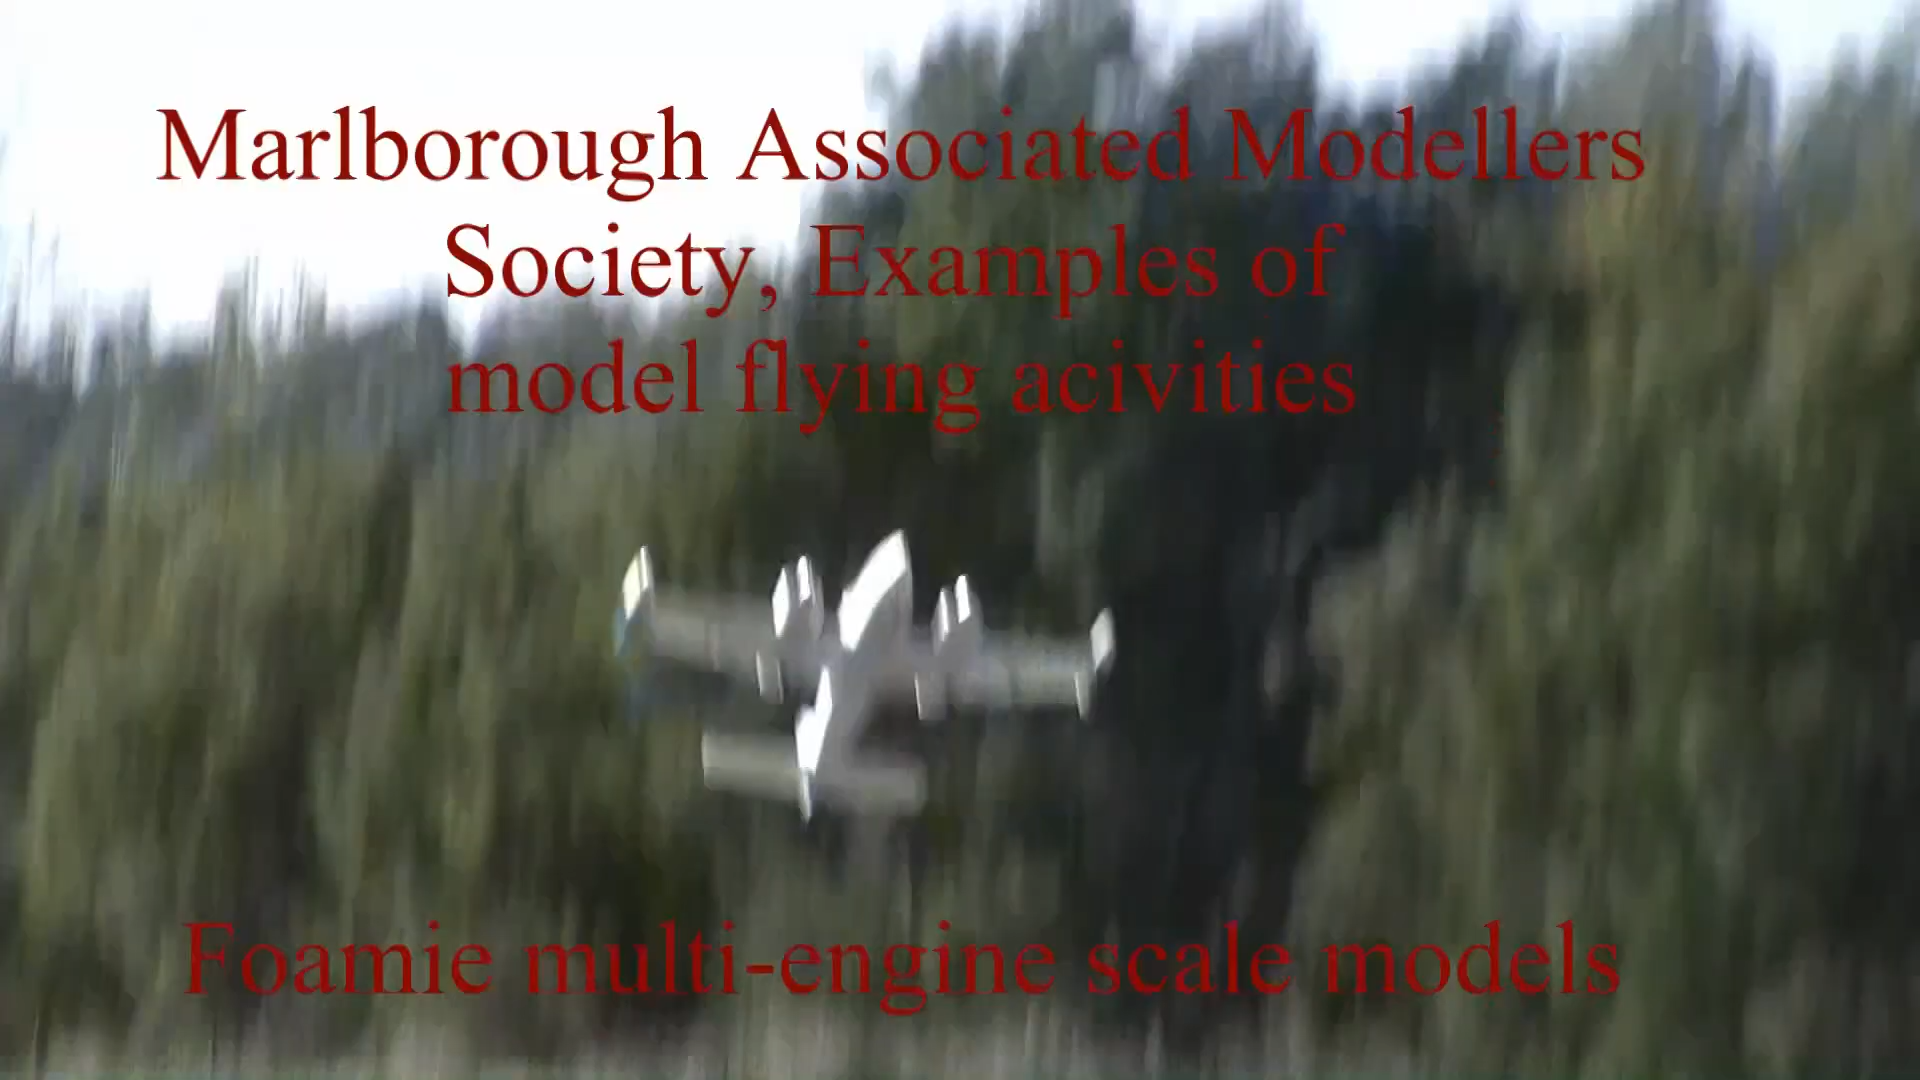 Marlborough Associated Modellers
Society, Examples of
model flying acivities
Foamie multi-engine scale models